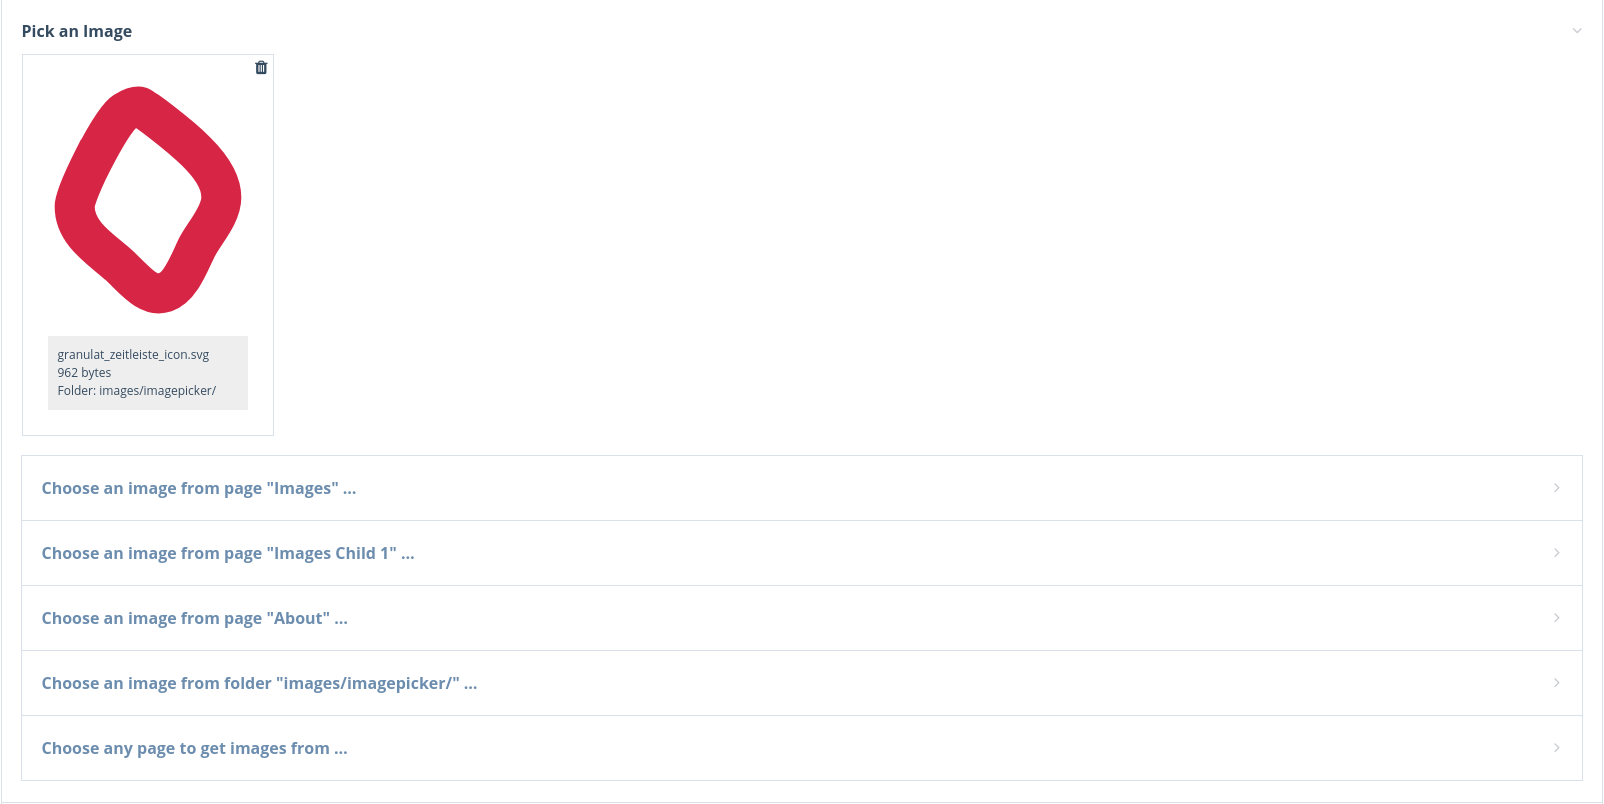 Pick an Image
granulat_zeitleiste_icon.svg
962 bytes
Folder: images/imagepicker/
Choose an image from page "Images" ...
Choose an image from page "Images Child 1" ...
Choose an image from page "About" ...
Choose an image from folder "images/imagepicker/" ...
Choose any page to get images from ...